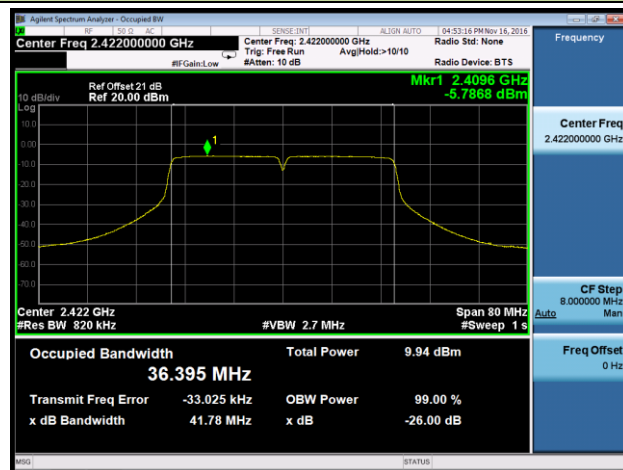 Agilent Spectrum Analyzer - Occupied BW
RF 50 Ω AC SENSE:INT ALIGN AUTO 04:53:16 PM Nov 16, 2016
Center Freq 2.422000000 GHz
Center Freq: 2.422000000 GHz
Radio Std: None
Trig: Free Run Avg|Hold:>10/10
#IFGain:Low #Atten: 10 dB Radio Device: BTS
Frequency
Mkr1 2.4096 GHz
-5.7868 dBm
Ref Offset 21 dB
10 dB/div Ref 20.00 dBm
Log
10.0
0.00
-10.0
-20.0
-30.0
-40.0
-50.0
-60.0
-70.0
1
Center 2.422 GHz Span 80 MHz
#Res BW 820 kHz #VBW 2.7 MHz #Sweep 1 s
Occupied Bandwidth Total Power 9.94 dBm
36.395 MHz
Transmit Freq Error -33.025 kHz OBW Power 99.00 %
x dB Bandwidth 41.78 MHz x dB -26.00 dB
Center Freq
2.422000000 GHz
CF Step
8.000000 MHz
Auto Man
Freq Offset
0 Hz
MSG STATUS